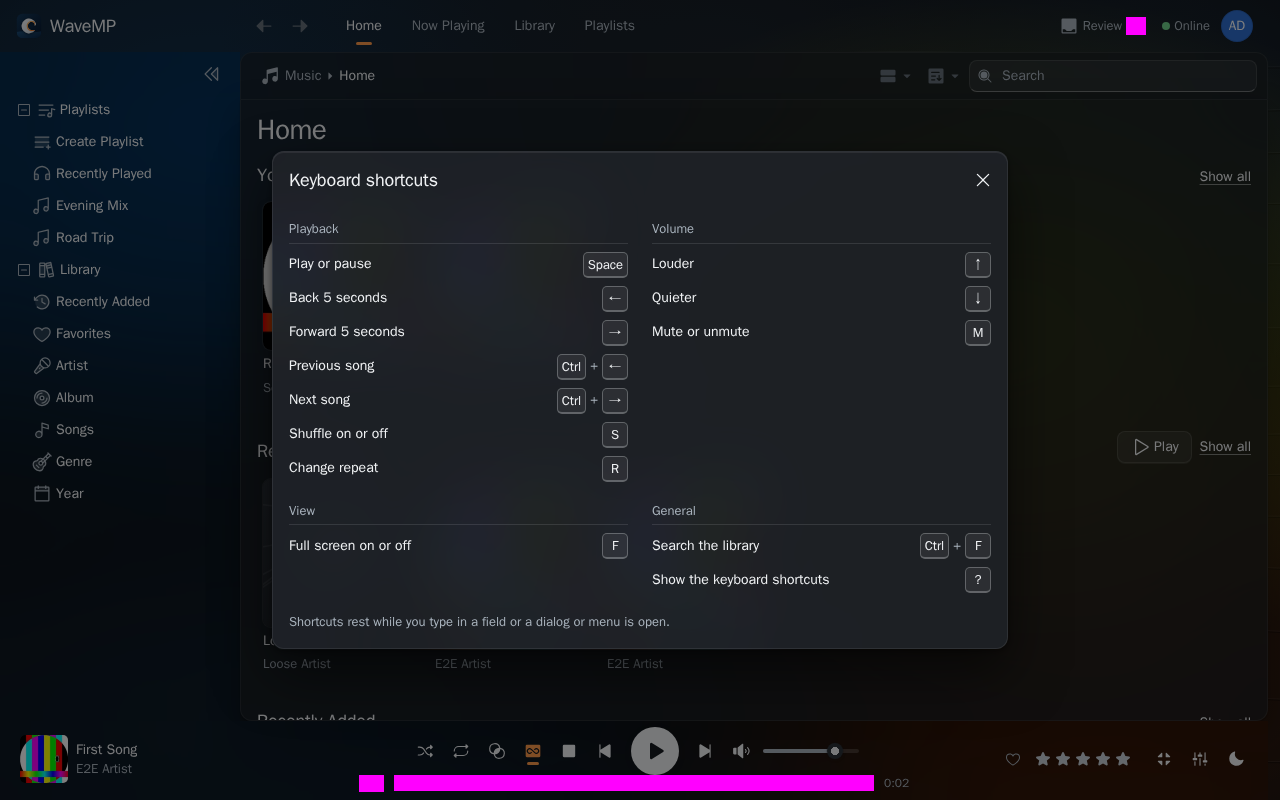 WaveMP
Home
Now Playing
Library
Playlists
Review
Online
AD
Music
Home
Search
Playlists
Create Playlist
Recently Played
Evening Mix
Road Trip
Library
Recently Added
Favorites
Artist
Album
Songs
Genre
Year
Home
Show all
Keyboard shortcuts
Playback
Play or pause Space
Back 5 seconds ←
Forward 5 seconds →
Previous song Ctrl + ←
Next song Ctrl + →
Shuffle on or off S
Change repeat R
Volume
Louder ↑
Quieter ↓
Mute or unmute M
View
Full screen on or off F
General
Search the library Ctrl + F
Show the keyboard shortcuts ?
Shortcuts rest while you type in a field or a dialog or menu is open.
Play
Show all
Loose Artist
E2E Artist
E2E Artist
Recently Added
Show all
First Song
E2E Artist
0:02